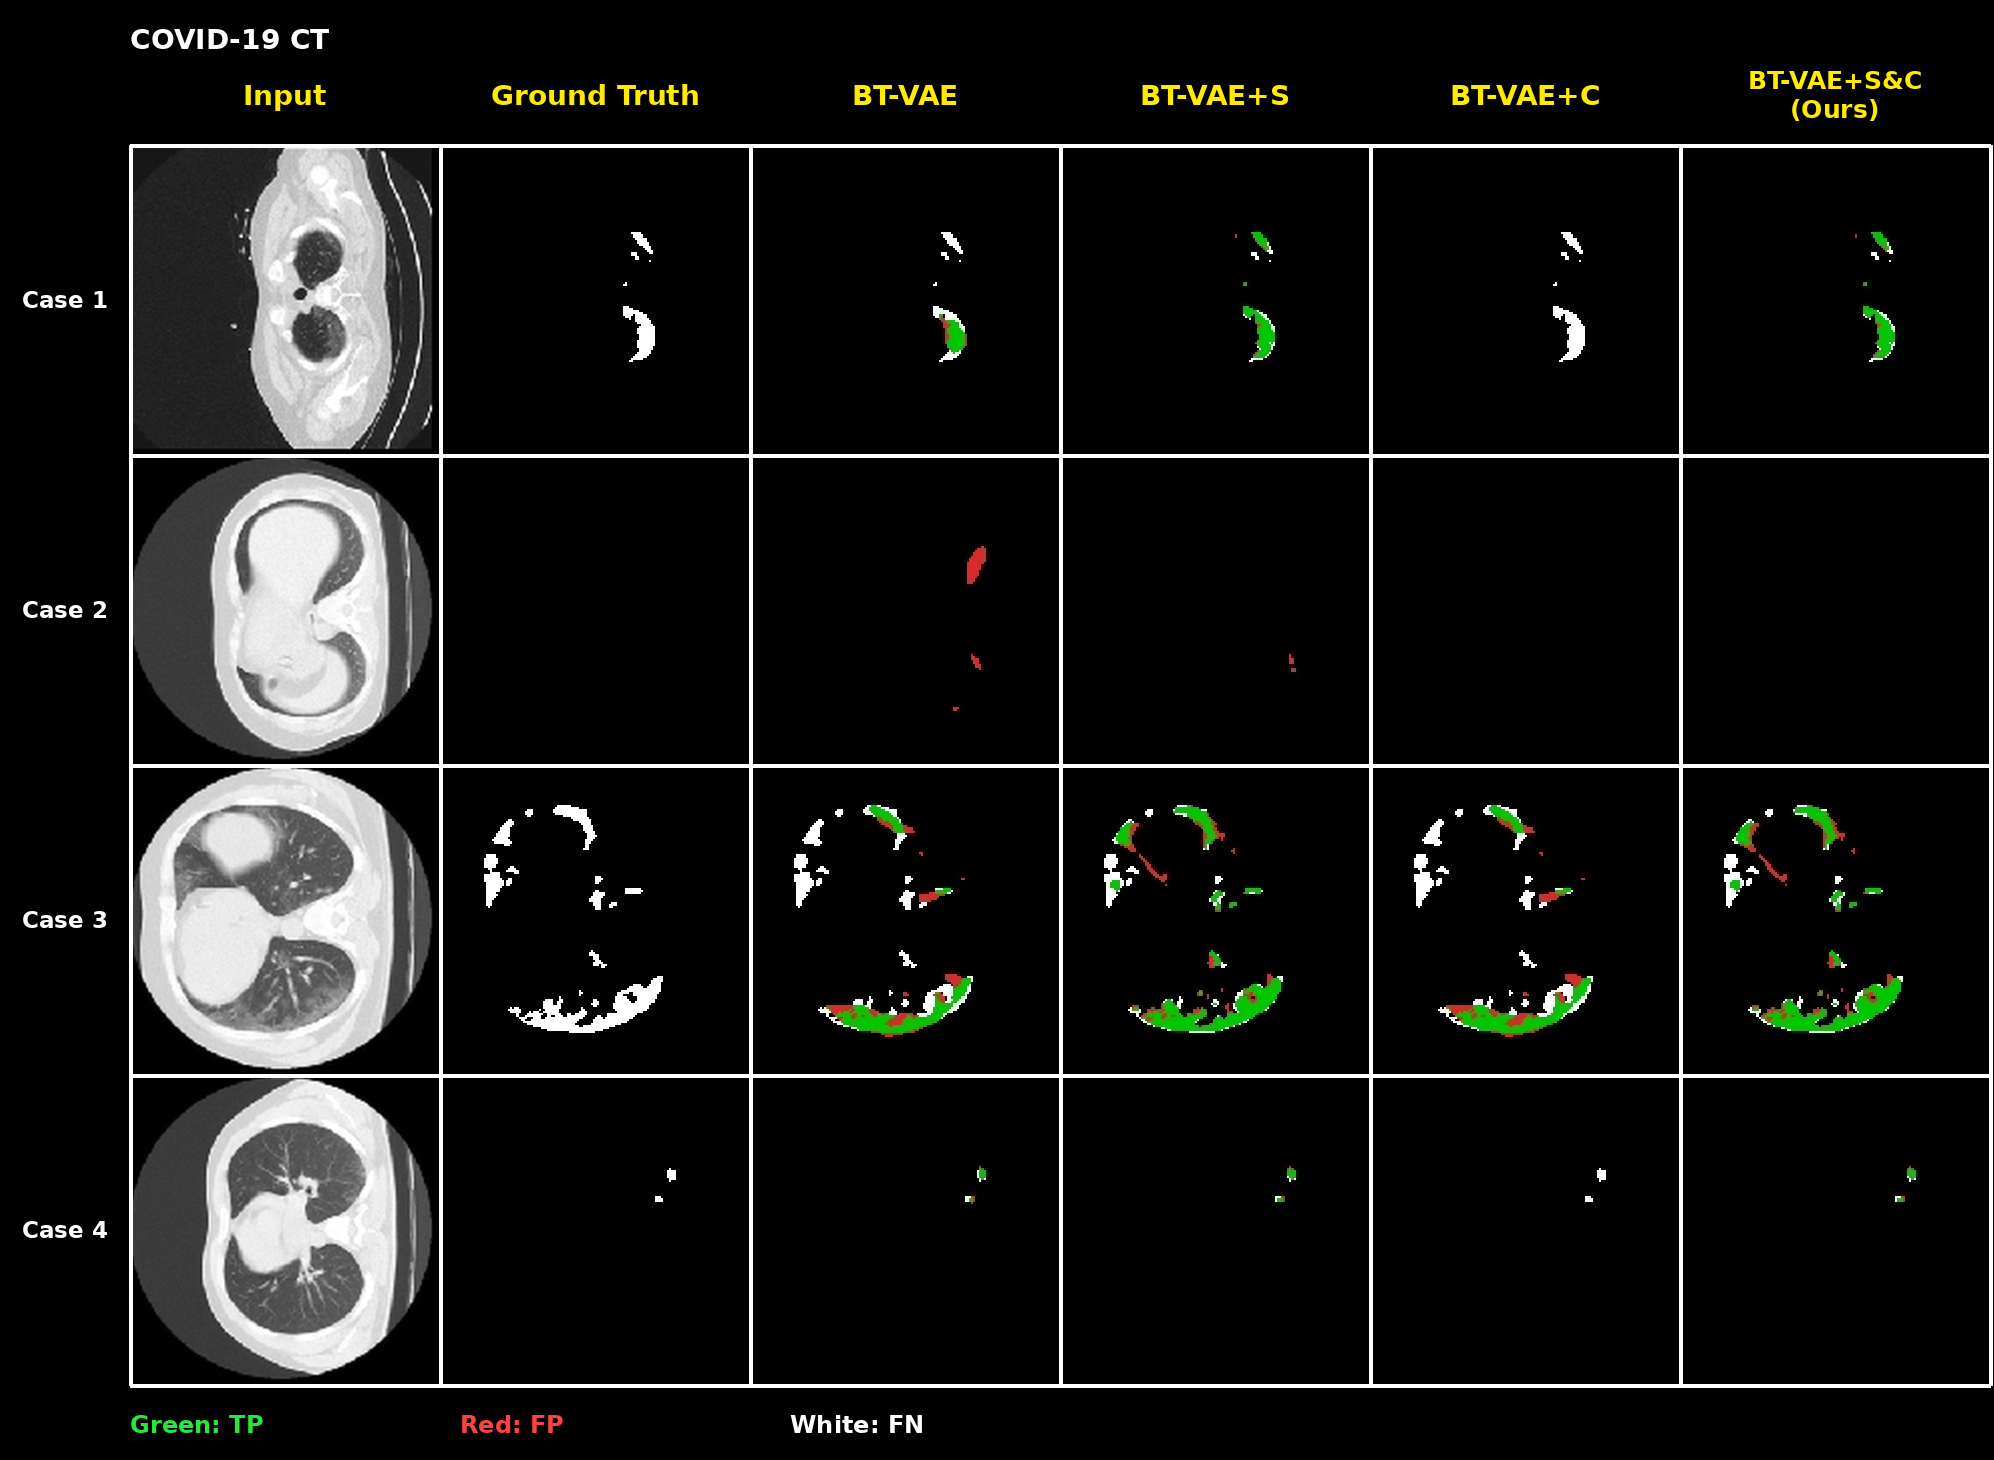 COVID-19 CT
Input
Ground Truth
BT-VAE
BT-VAE+S
BT-VAE+C
BT-VAE+S&C
(Ours)
Case 1
Case 2
Case 3
Case 4
Green: TP
Red: FP
White: FN